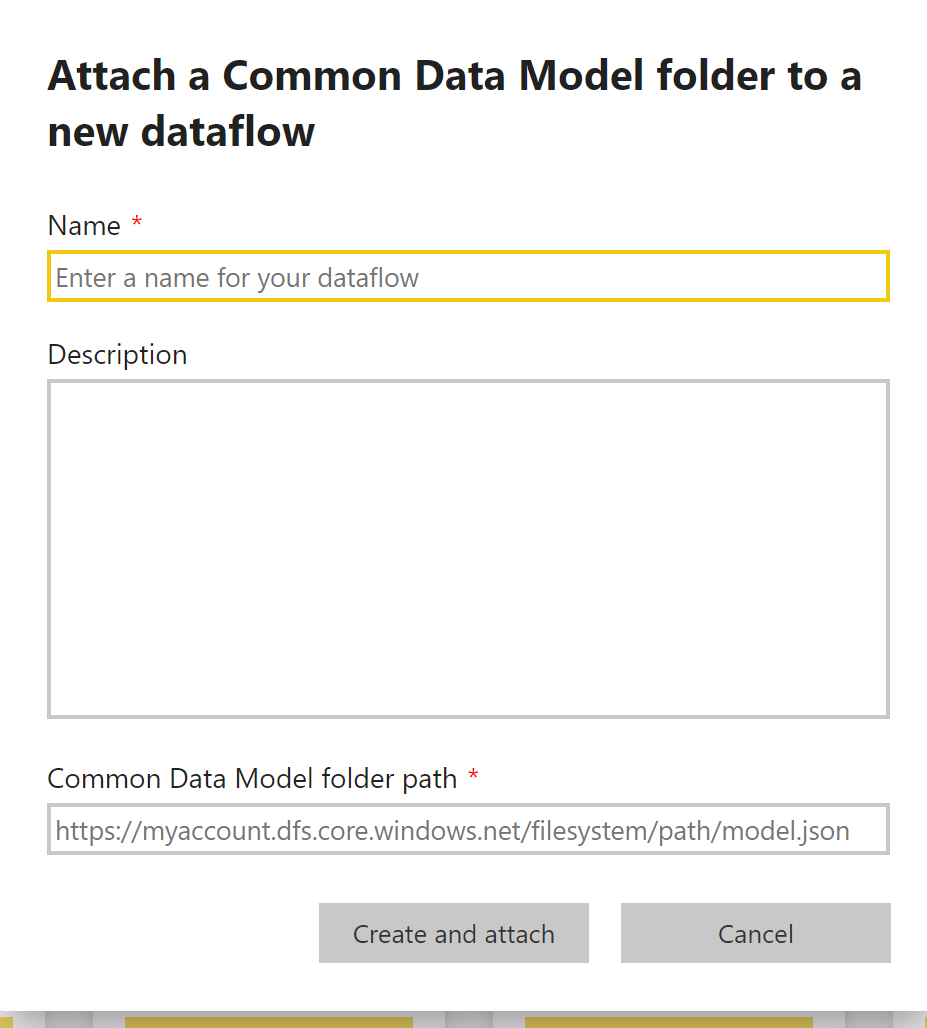 Attach a Common Data Model folder to a
new dataflow
Name *
Enter a name for your dataflow
Description
Common Data Model folder path *
https://myaccount.dfs.core.windows.net/filesystem/path/model.json
Create and attach
Cancel